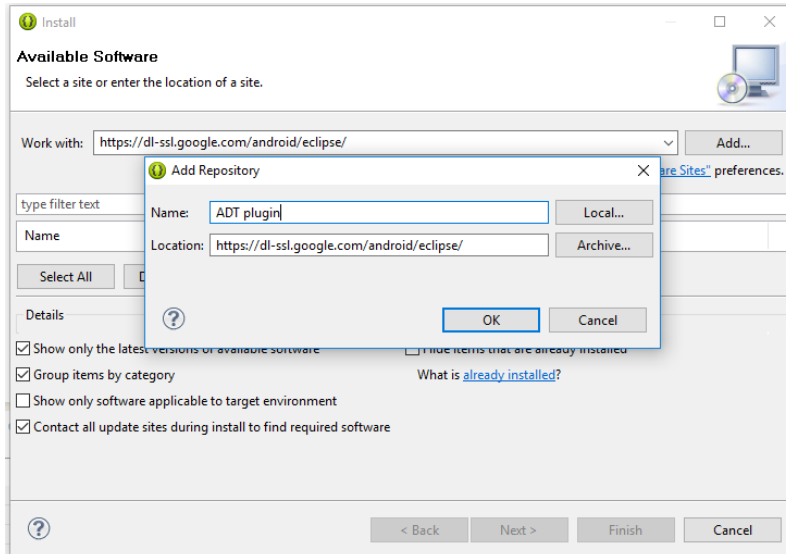 Install
Available Software
Select a site or enter the location of a site.
Work with: https://dl-ssl.google.com/android/eclipse/ Add...
Add Repository
are Sites" preferences.
type filter text
Name: ADT plugin Local...
Name
Location: https://dl-ssl.google.com/android/eclipse/ Archive...
Select All D
OK Cancel
Details
Show only the latest versions of available software Hide items that are already installed
Group items by category What is already installed?
Show only software applicable to target environment
Contact all update sites during install to find required software
< Back Next > Finish Cancel